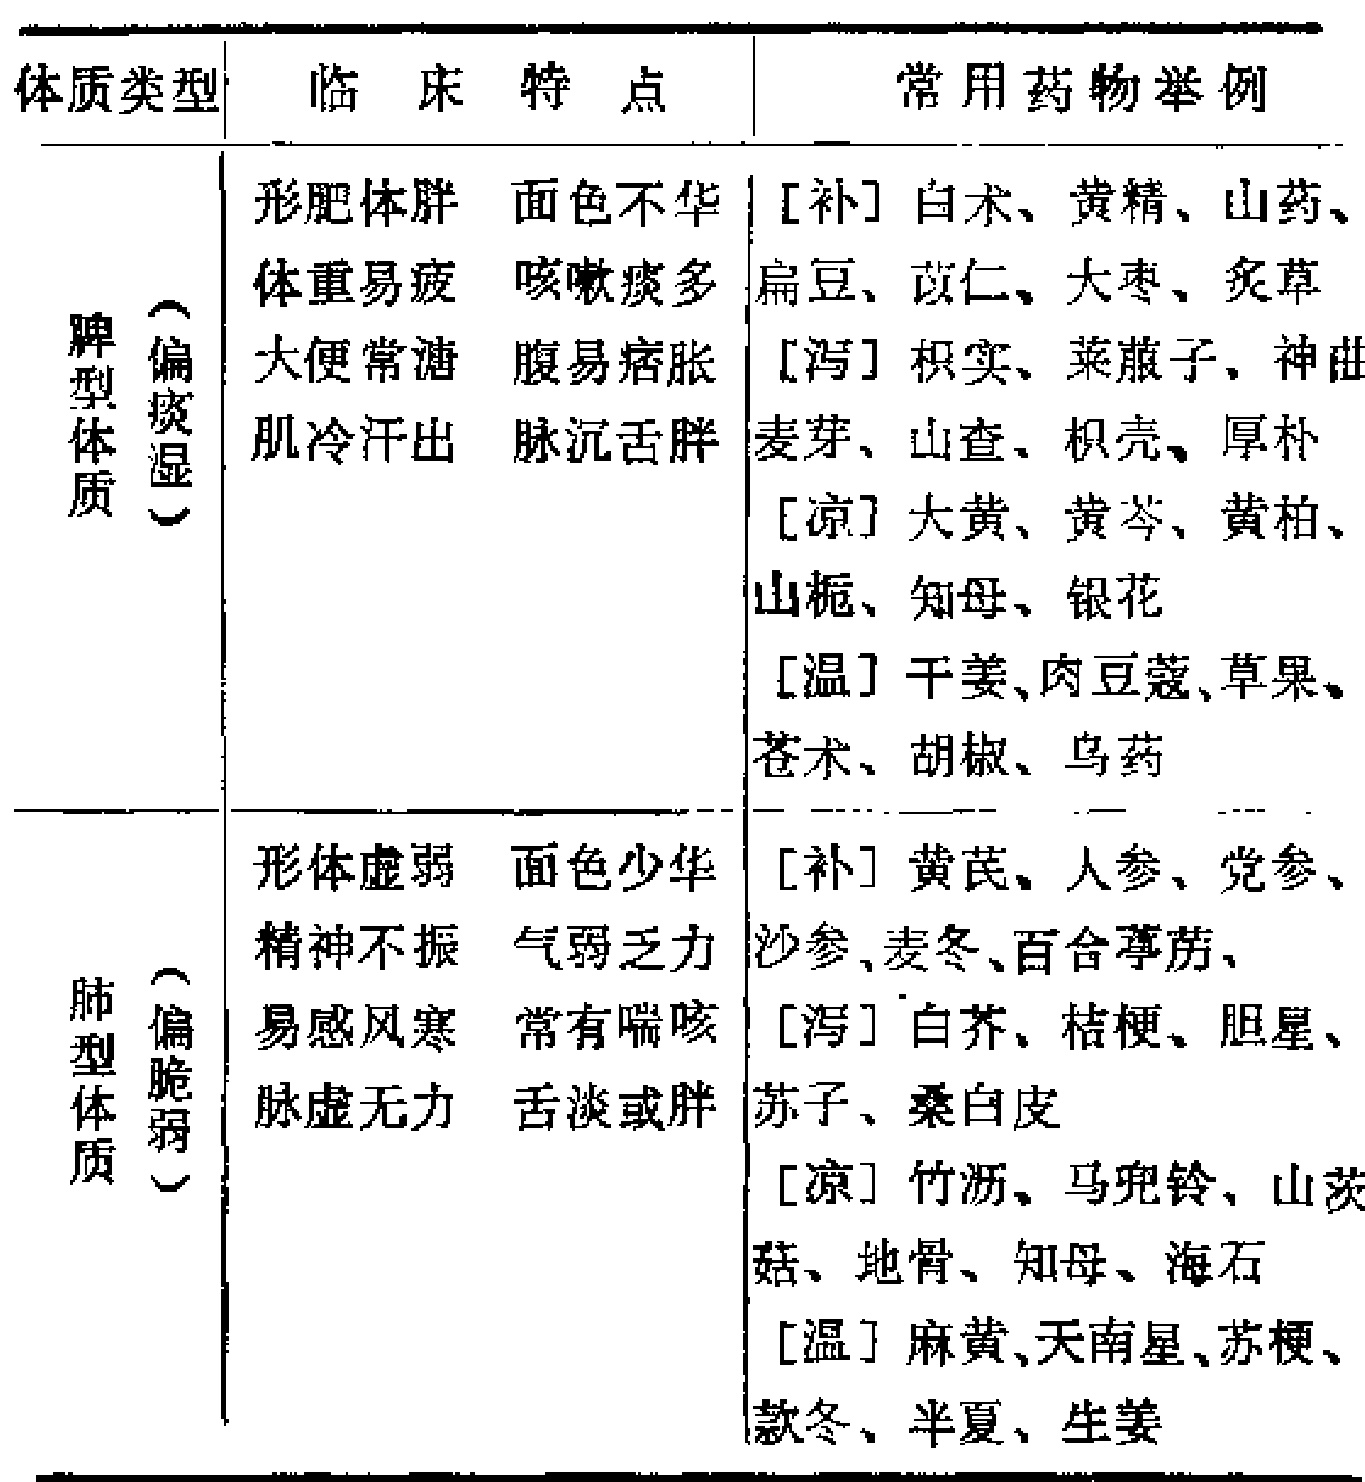 体质类型 临床特点 常用药物举例
脾型体质
（偏痰湿）
形肥体胖 面色不华
体重易疲 咳嗽痰多
大便常溏 腹易痞胀
肌冷汗出 脉沉舌胖
［补］白术、黄精、山药、
扁豆、苡仁、大枣、炙草
［泻］枳实、莱菔子、神曲
麦芽、山查、枳壳、厚朴
［凉］大黄、黄芩、黄柏、
山栀、知母、银花
［温］干姜、肉豆蔻、草果、
苍术、胡椒、乌药
肺型体质
（偏脆弱）
形体虚弱 面色少华
精神不振 气弱乏力
易感风寒 常有喘咳
脉虚无力 舌淡或胖
［补］黄芪、人参、党参、
沙参、麦冬、百合葶苈、
［泻］白芥、桔梗、胆星、
苏子、桑白皮
［凉］竹沥、马兜铃、山茨
菇、地骨、知母、海石
［温］麻黄、天南星、苏梗、
款冬、半夏、生姜